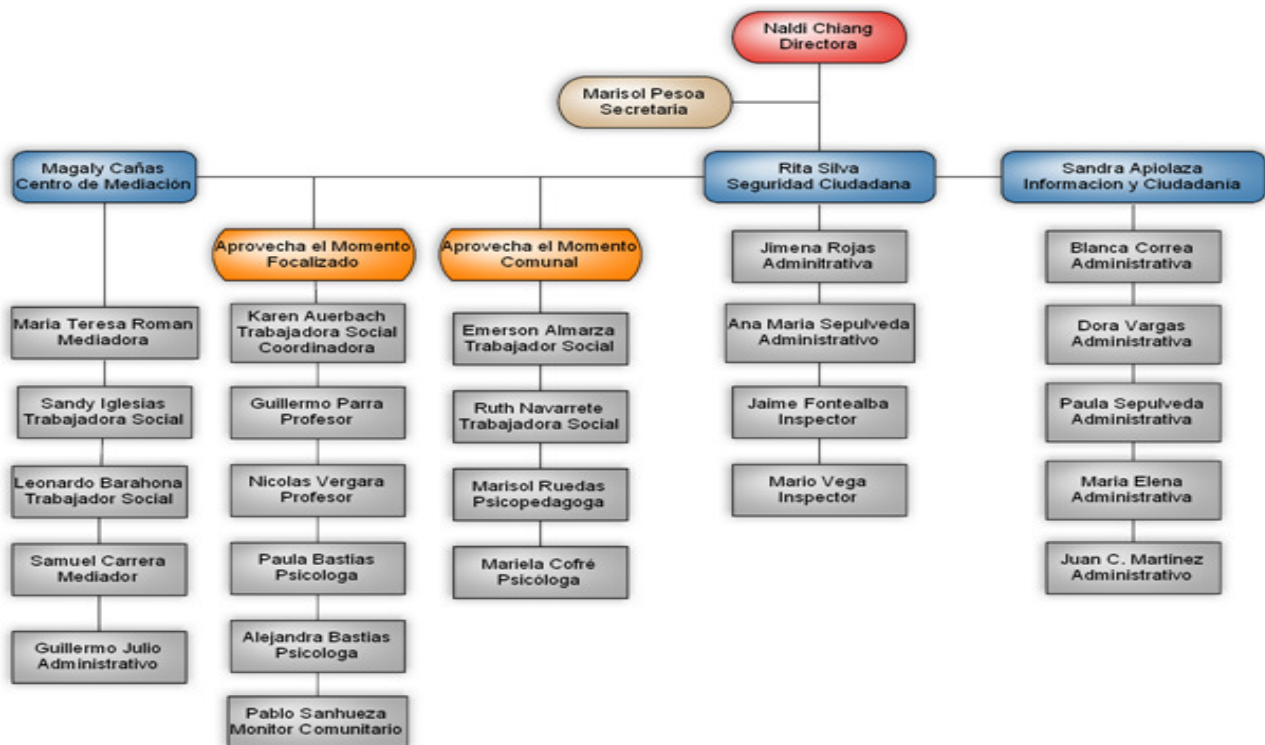 Naldi Chiang
Directora
Marisol Pesoa
Secretaria
Magaly Cañas
Centro de Mediación
Rita Silva
Seguridad Ciudadana
Sandra Apiolaza
Informacion y Ciudadanía
Maria Teresa Roman
Mediadora
Sandy Iglesias
Trabajadora Social
Leonardo Barahona
Trabajador Social
Samuel Carrera
Mediador
Guillermo Julio
Administrativo
Aprovecha el Momento
Focalizado
Karen Auerbach
Trabajadora Social
Coordinadora
Guillermo Parra
Profesor
Nicolas Vergara
Profesor
Paula Bastias
Psicologa
Alejandra Bastias
Psicologa
Pablo Sanhueza
Monitor Comunitario
Aprovecha el Momento
Comunal
Emerson Almarza
Trabajador Social
Ruth Navarrete
Trabajadora Social
Marisol Ruedas
Psicopedagoga
Mariela Cofré
Psicóloga
Jimena Rojas
Adminitrativa
Ana Maria Sepulveda
Administrativo
Jaime Fontealba
Inspector
Mario Vega
Inspector
Blanca Correa
Administrativa
Dora Vargas
Administrativa
Paula Sepulveda
Administrativa
Maria Elena
Administrativa
Juan C. Martinez
Administrativo